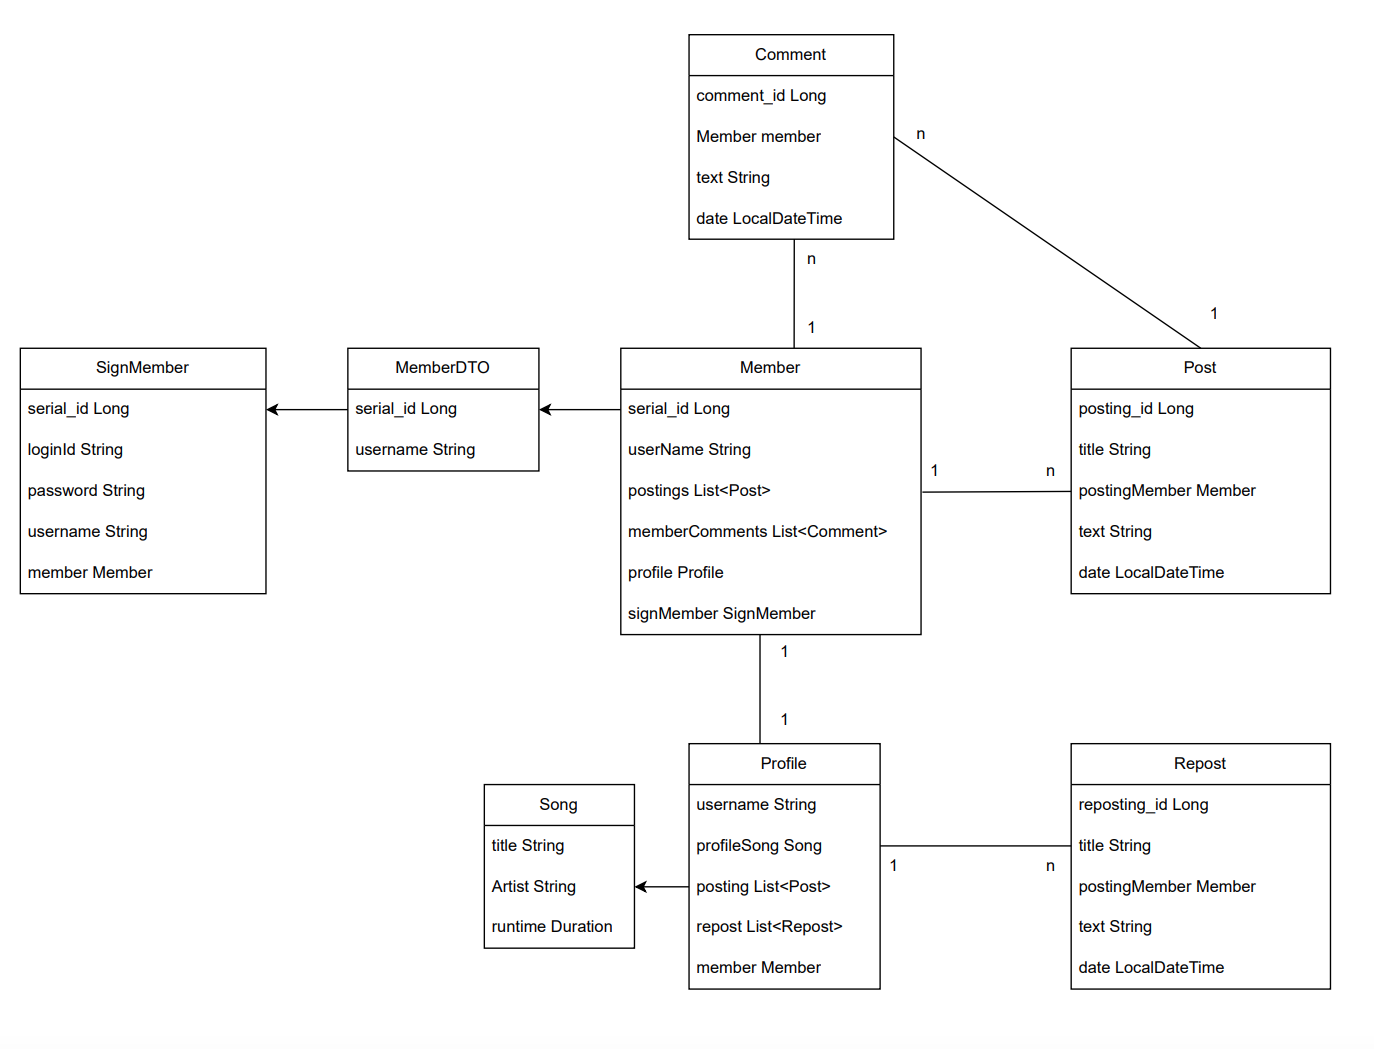 Comment
comment_id Long
Member member
text String
date LocalDateTime
n
n
1
1
SignMember
serial_id Long
loginId String
password String
username String
member Member
MemberDTO
serial_id Long
username String
Member
serial_id Long
userName String
postings List<Post>
memberComments List<Comment>
profile Profile
signMember SignMember
1
n
Post
posting_id Long
title String
postingMember Member
text String
date LocalDateTime
1
1
Song
title String
Artist String
runtime Duration
Profile
username String
profileSong Song
posting List<Post>
repost List<Repost>
member Member
1
n
Repost
reposting_id Long
title String
postingMember Member
text String
date LocalDateTime